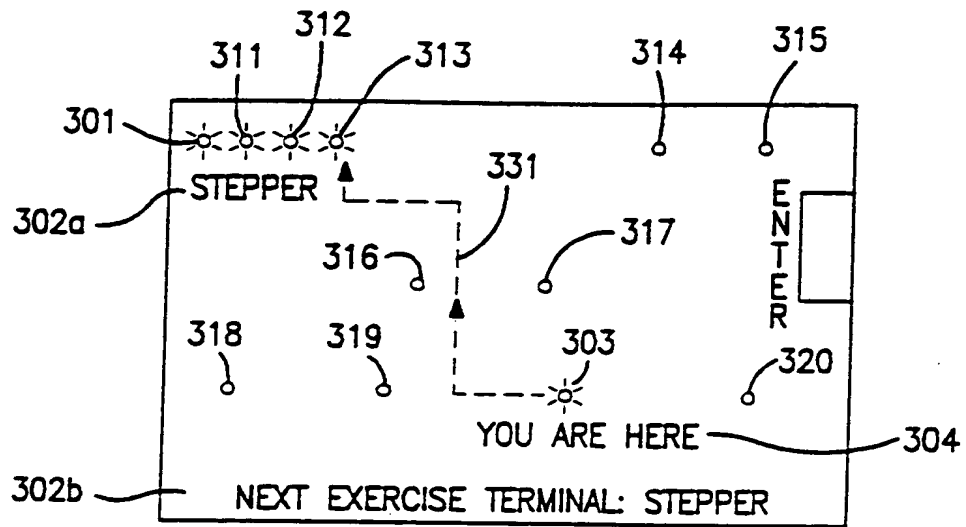 312
311
313
314
315
301
STEPPER
302a
331
ENTER
316
317
318
319
303
320
YOU ARE HERE
304
302b
NEXT EXERCISE TERMINAL: STEPPER